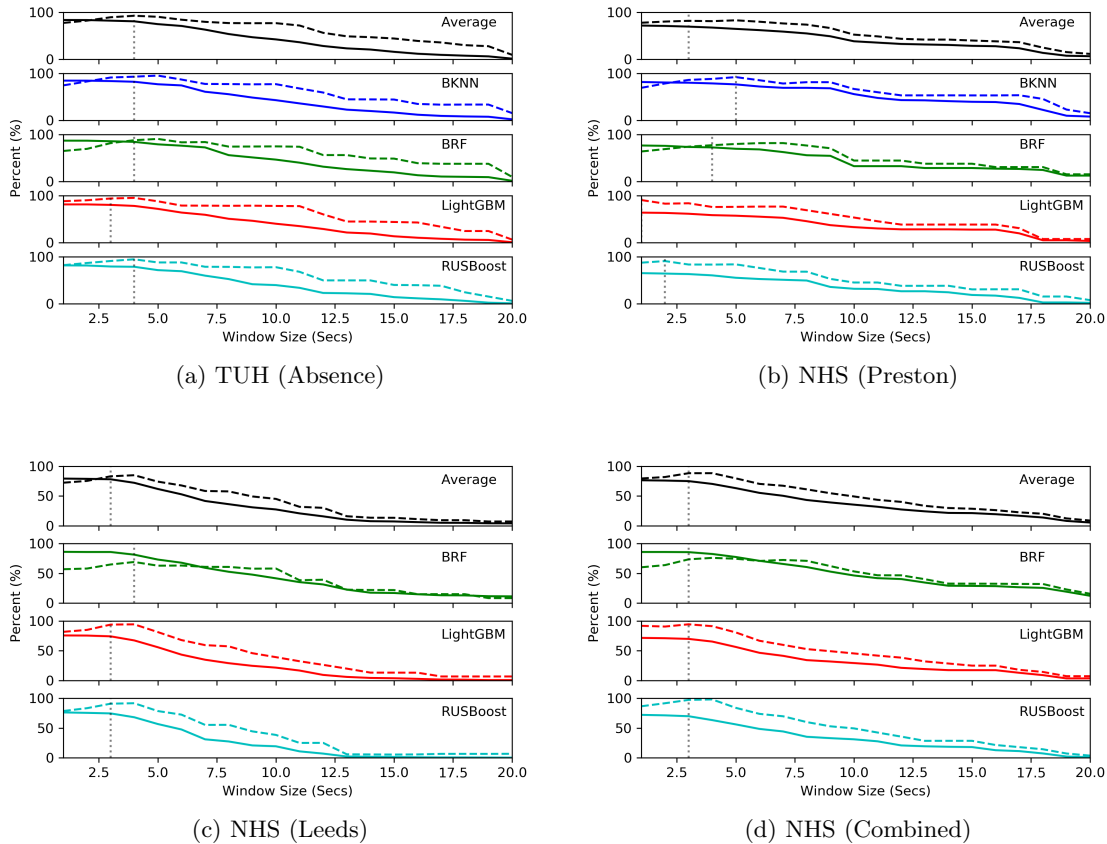 100
Average
0
100
BKNN
0
100
BRF
0
100
LightGBM
0
100
RUSBoost
0
Percent (%)
2.5 5.0 7.5 10.0 12.5 15.0 17.5 20.0
Window Size (Secs)
(a) TUH (Absence)
100
Average
0
100
BKNN
0
100
BRF
0
100
LightGBM
0
100
RUSBoost
0
Percent (%)
2.5 5.0 7.5 10.0 12.5 15.0 17.5 20.0
Window Size (Secs)
(b) NHS (Preston)
100
Average
50
0
100
BRF
50
0
100
LightGBM
50
0
100
RUSBoost
50
0
Percent (%)
2.5 5.0 7.5 10.0 12.5 15.0 17.5 20.0
Window Size (Secs)
(c) NHS (Leeds)
100
Average
50
0
100
BRF
50
0
100
LightGBM
50
0
100
RUSBoost
50
0
Percent (%)
2.5 5.0 7.5 10.0 12.5 15.0 17.5 20.0
Window Size (Secs)
(d) NHS (Combined)